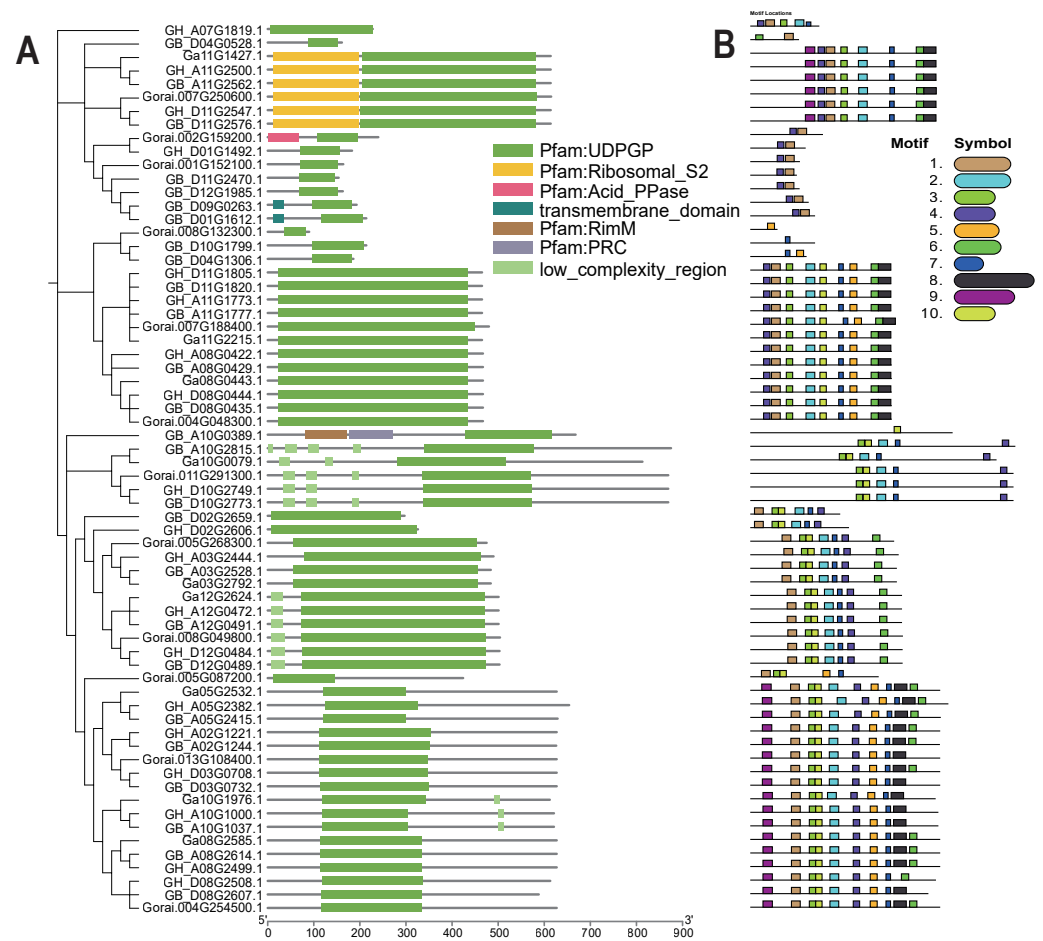 A
B
Motif Locations
GH_A07G1819.1
GB_D04G0528.1
Ga11G1427.1
GH_A11G2500.1
GB_A11G2562.1
Gorai.007G250600.1
GH_D11G2547.1
GB_D11G2576.1
Gorai.002G159200.1
GH_D01G1492.1
Gorai.001G152100.1
GB_D11G2470.1
GB_D12G1985.1
GB_D09G0263.1
GB_D01G1612.1
Gorai.008G132300.1
GB_D10G1799.1
GB_D04G1306.1
GH_D11G1805.1
GB_D11G1820.1
GH_A11G1773.1
GB_A11G1777.1
Gorai.007G188400.1
Ga11G2215.1
GH_A08G0422.1
GB_A08G0429.1
Ga08G0443.1
GH_D08G0444.1
GB_D08G0435.1
Gorai.004G048300.1
GB_A10G0389.1
GB_A10G2815.1
Ga10G0079.1
Gorai.011G291300.1
GH_D10G2749.1
GB_D10G2773.1
GB_D02G2659.1
GH_D02G2606.1
Gorai.005G268300.1
GH_A03G2444.1
GB_A03G2528.1
Ga03G2792.1
Ga12G2624.1
GH_A12G0472.1
GB_A12G0491.1
Gorai.008G049800.1
GH_D12G0484.1
GB_D12G0489.1
Gorai.005G087200.1
Ga05G2532.1
GH_A05G2382.1
GB_A05G2415.1
GH_A02G1221.1
GB_A02G1244.1
Gorai.013G108400.1
GH_D03G0708.1
GB_D03G0732.1
Ga10G1976.1
GH_A10G1000.1
GB_A10G1037.1
Ga08G2585.1
GB_A08G2614.1
GH_A08G2499.1
GH_D08G2508.1
GB_D08G2607.1
Gorai.004G254500.1
Pfam:UDPGP
Pfam:Ribosomal_S2
Pfam:Acid_PPase
transmembrane_domain
Pfam:RimM
Pfam:PRC
low_complexity_region
Motif Symbol
1.
2.
3.
4.
5.
6.
7.
8.
9.
10.
5' 3'
0 100 200 300 400 500 600 700 800 900